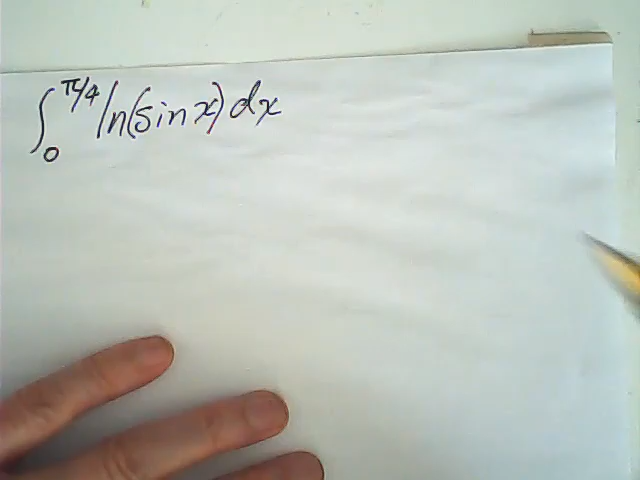 ∫₀^π/4 ln(sin x) dx